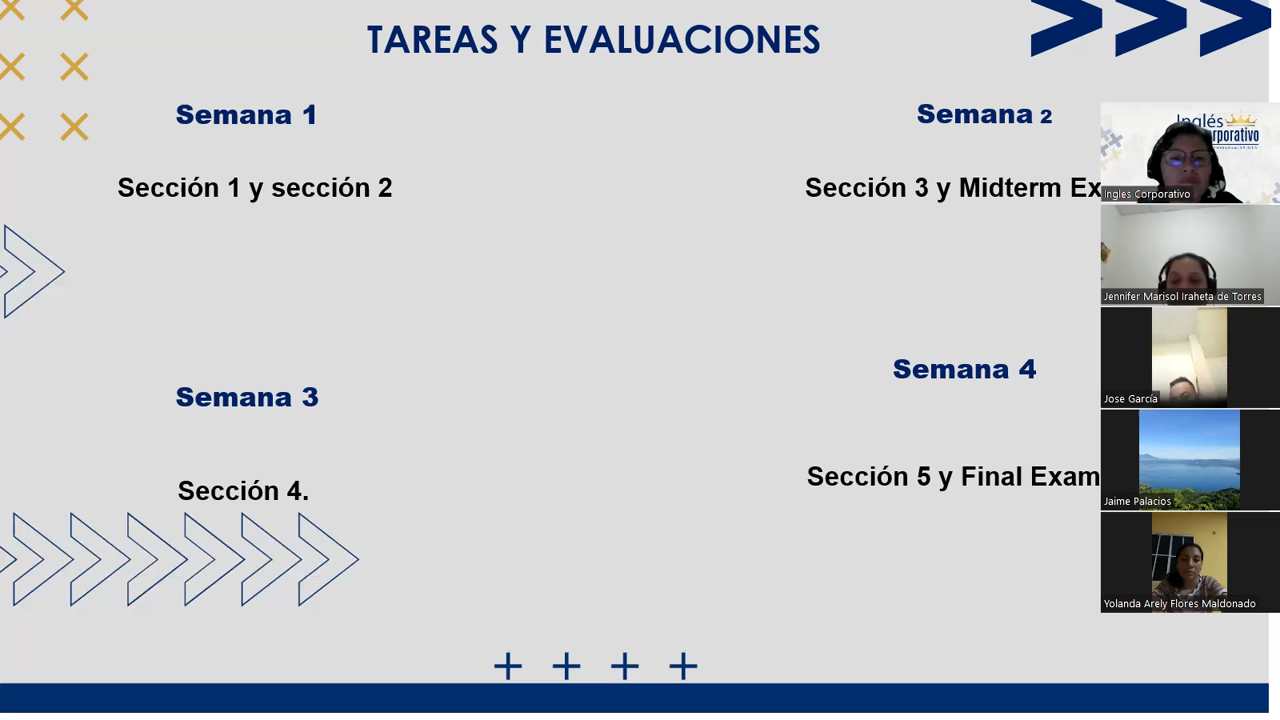 TAREAS Y EVALUACIONES
Semana 1
Sección 1 y sección 2
Semana 2
Sección 3 y Midterm Ex
Semana 3
Sección 4.
Semana 4
Sección 5 y Final Exam
Inglés
rporativo
Ingles Corporativo
Jennifer Marisol Iraheta de Torres
Jose García
Jaime Palacios
Yolanda Arely Flores Maldonado